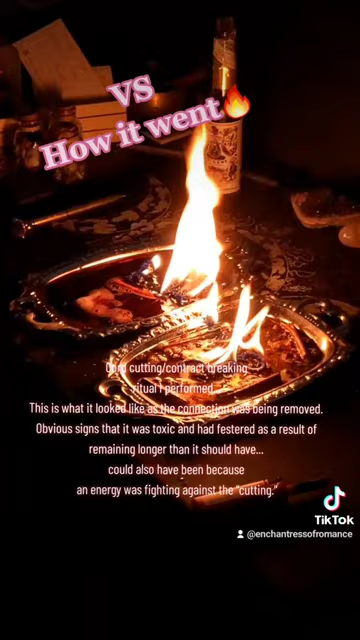 VS
How it went🔥
Cord cutting/contract breaking
ritual I performed...
This is what it looked like as the connection was being removed.
Obvious signs that it was toxic and had festered as a result of
remaining longer than it should have...
could also have been because
an energy was fighting against the "cutting."
TikTok
@enchantressofromance